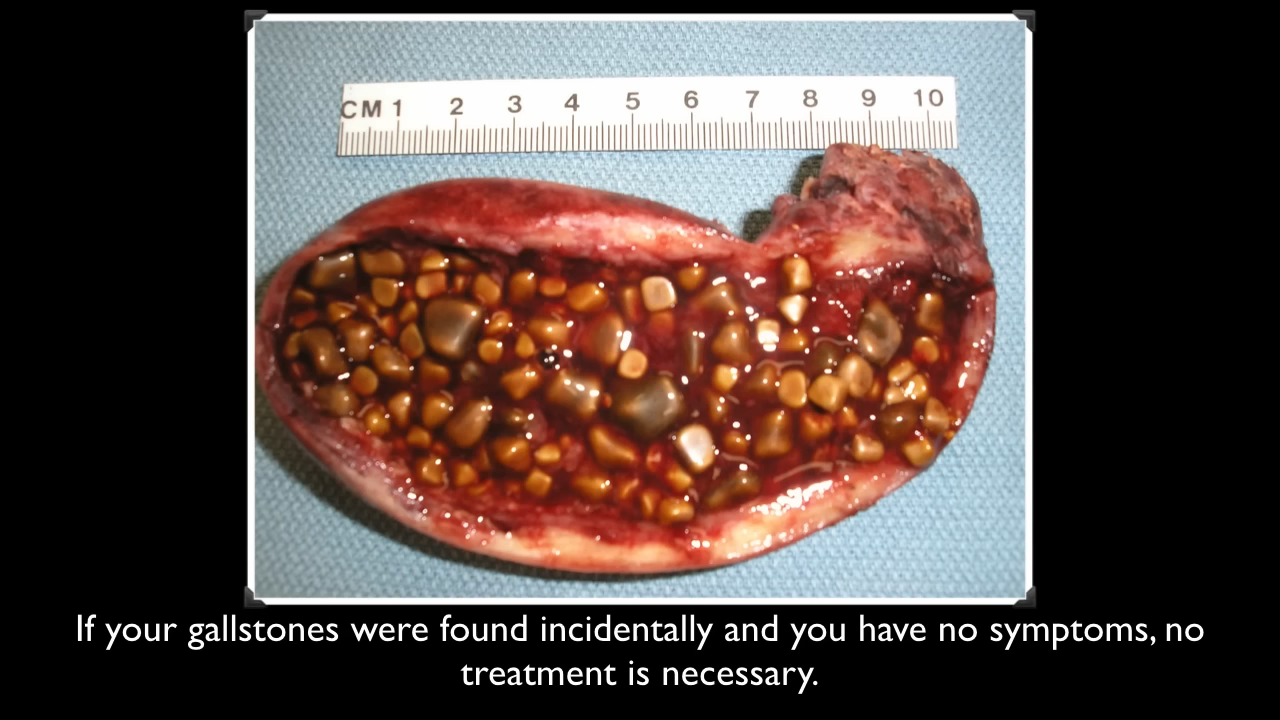 CM 1 2 3 4 5 6 7 8 9 10
If your gallstones were found incidentally and you have no symptoms, no
treatment is necessary.